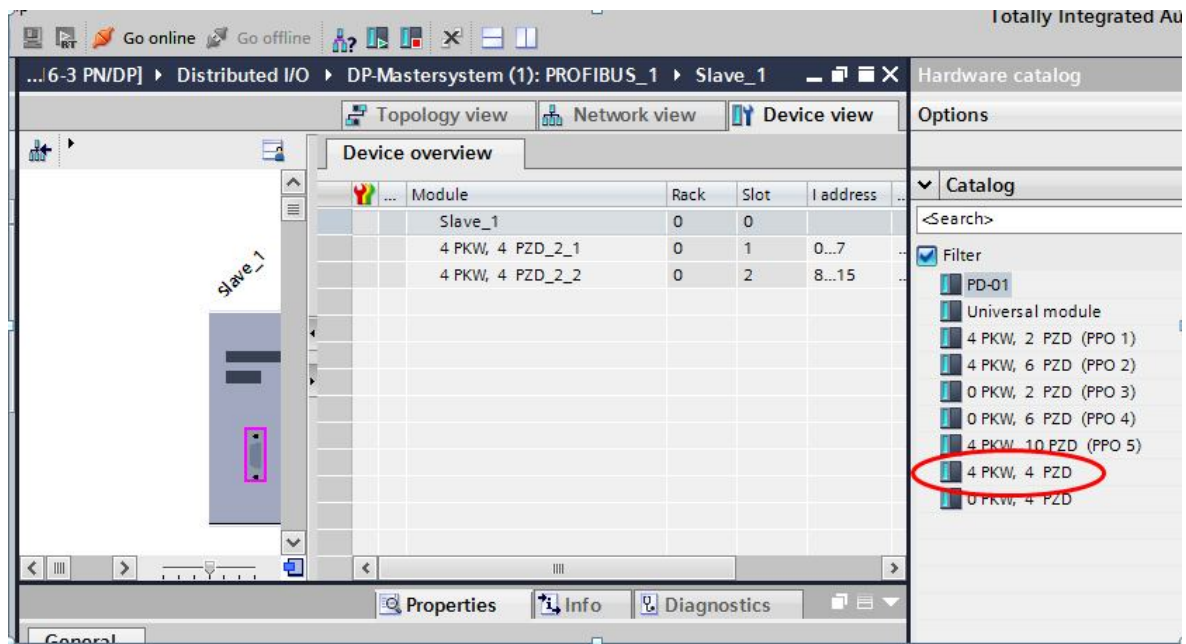 Totally Integrated Au
RT Go online Go offline
...6-3 PN/DP] Distributed I/O DP-Mastersystem (1): PROFIBUS_1 Slave_1
Hardware catalog
Topology view Network view Device view
Options
Device overview
... Module Rack Slot I address ..
Catalog
Slave_1 0 0
<Search>
4 PKW, 4 PZD_2_1 0 1 0...7 ..
Filter
4 PKW, 4 PZD_2_2 0 2 8...15 ..
Slave_1
PD-01
Universal module
4 PKW, 2 PZD (PPO 1)
4 PKW, 6 PZD (PPO 2)
0 PKW, 2 PZD (PPO 3)
0 PKW, 6 PZD (PPO 4)
4 PKW, 10 PZD (PPO 5)
4 PKW, 4 PZD
0 PKW, 4 PZD
Properties Info Diagnostics
General